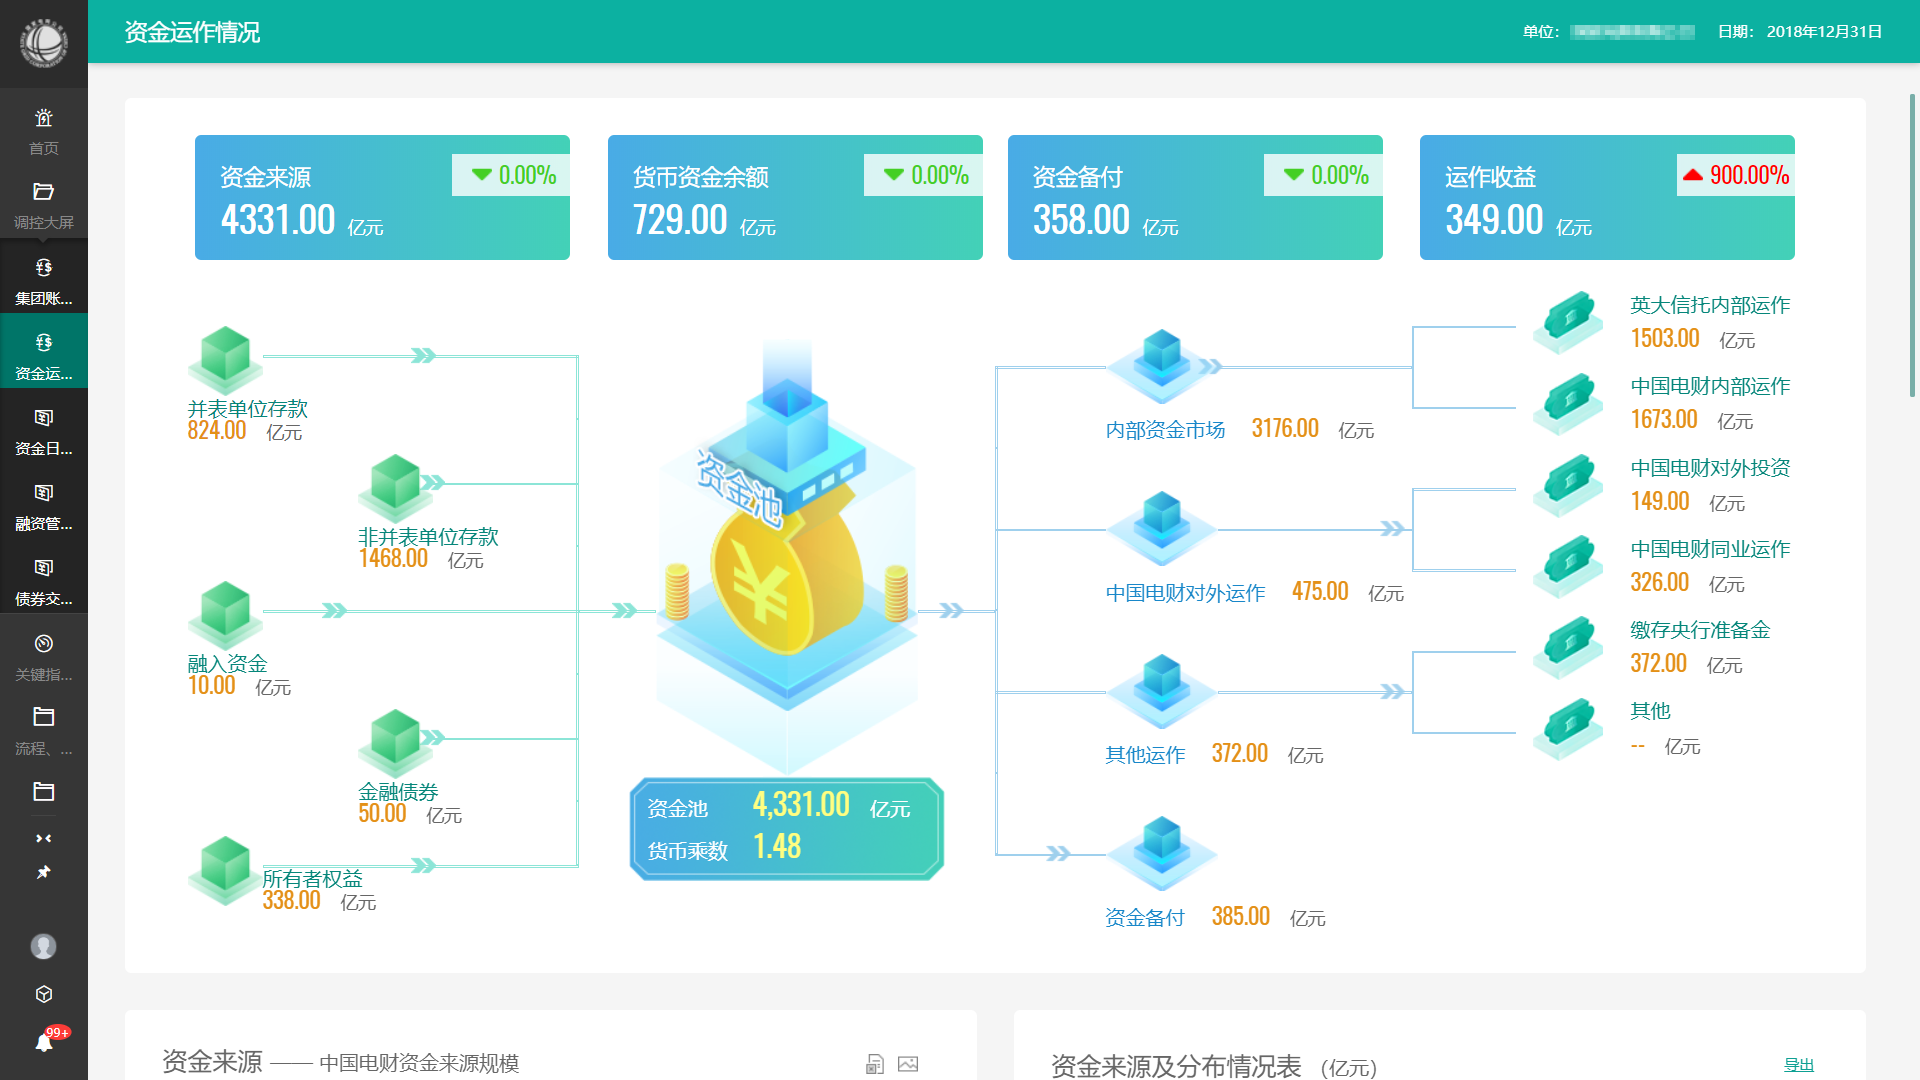 资金运作情况
单位：
日期： 2018年12月31日
首页
调控大屏
集团账...
资金运...
资金日...
融资管...
债券交...
关键指...
流程、...
99+
资金来源
0.00%
4331.00 亿元
货币资金余额
0.00%
729.00 亿元
资金备付
0.00%
358.00 亿元
运作收益
900.00%
349.00 亿元
并表单位存款
824.00 亿元
非并表单位存款
1468.00 亿元
融入资金
10.00 亿元
金融债券
50.00 亿元
所有者权益
338.00 亿元
资金池
资金池 4,331.00 亿元
货币乘数 1.48
内部资金市场 3176.00 亿元
中国电财对外运作 475.00 亿元
其他运作 372.00 亿元
资金备付 385.00 亿元
英大信托内部运作
1503.00 亿元
中国电财内部运作
1673.00 亿元
中国电财对外投资
149.00 亿元
中国电财同业运作
326.00 亿元
缴存央行准备金
372.00 亿元
其他
-- 亿元
资金来源 —— 中国电财资金来源规模
资金来源及分布情况表 (亿元)
导出